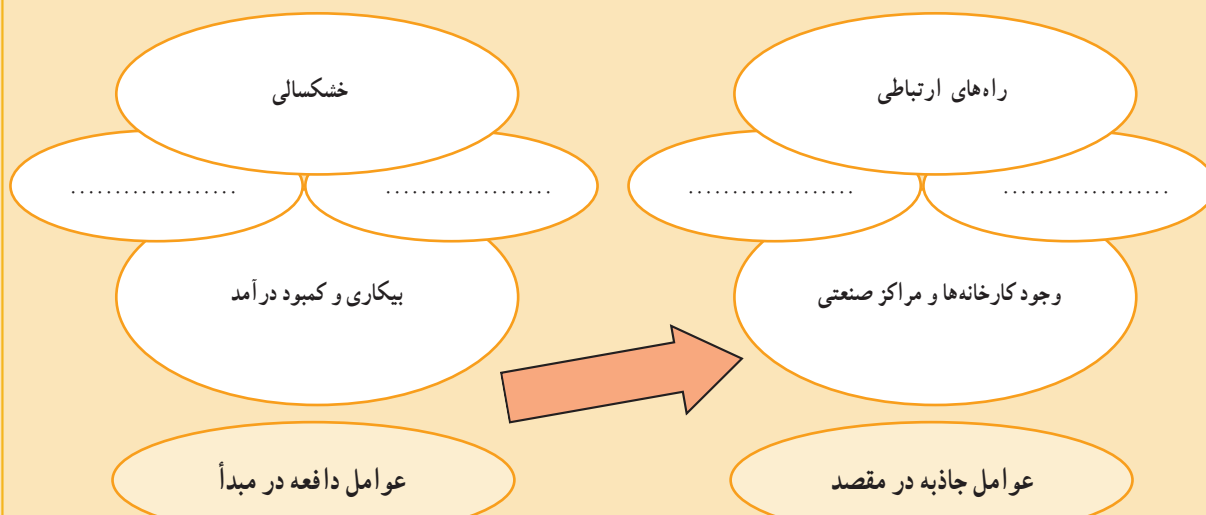 راه‌های ارتباطی
خشکسالی
...................
...................
...................
...................
وجود کارخانه‌ها و مراکز صنعتی
بیکاری و کمبود درآمد
عوامل جاذبه در مقصد
عوامل دافعه در مبدأ